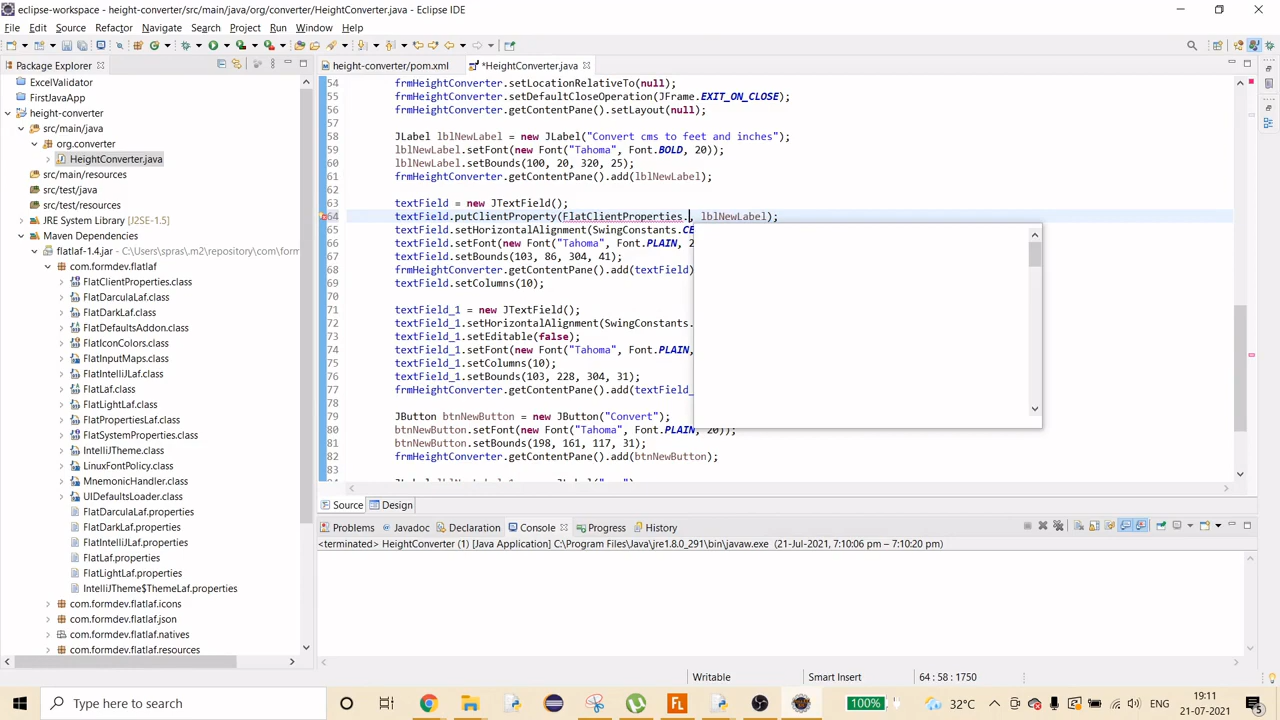 eclipse-workspace - height-converter/src/main/java/org/converter/HeightConverter.java - Eclipse IDE
File Edit Source Refactor Navigate Search Project Run Window Help
Package Explorer
height-converter/pom.xml
*HeightConverter.java
ExcelValidator
FirstJavaApp
height-converter
src/main/java
org.converter
HeightConverter.java
src/main/resources
src/test/java
src/test/resources
JRE System Library [J2SE-1.5]
Maven Dependencies
flatlaf-1.4.jar - C:\Users\spras\.m2\repository\com\form
com.formdev.flatlaf
FlatClientProperties.class
FlatDarculaLaf.class
FlatDarkLaf.class
FlatDefaultsAddon.class
FlatIconColors.class
FlatInputMaps.class
FlatIntelliJLaf.class
FlatLaf.class
FlatLightLaf.class
FlatPropertiesLaf.class
FlatSystemProperties.class
IntelliJTheme.class
LinuxFontPolicy.class
MnemonicHandler.class
UIDefaultsLoader.class
FlatDarculaLaf.properties
FlatDarkLaf.properties
FlatIntelliJLaf.properties
FlatLaf.properties
FlatLightLaf.properties
IntelliJTheme$ThemeLaf.properties
com.formdev.flatlaf.icons
com.formdev.flatlaf.json
com.formdev.flatlaf.natives
com.formdev.flatlaf.resources
54 frmHeightConverter.setLocationRelativeTo(null);
55 frmHeightConverter.setDefaultCloseOperation(JFrame.EXIT_ON_CLOSE);
56 frmHeightConverter.getContentPane().setLayout(null);
57
58 JLabel lblNewLabel = new JLabel("Convert cms to feet and inches");
59 lblNewLabel.setFont(new Font("Tahoma", Font.BOLD, 20));
60 lblNewLabel.setBounds(100, 20, 320, 25);
61 frmHeightConverter.getContentPane().add(lblNewLabel);
62
63 textField = new JTextField();
64 textField.putClientProperty(FlatClientProperties., lblNewLabel);
65 textField.setHorizontalAlignment(SwingConstants.CE
66 textField.setFont(new Font("Tahoma", Font.PLAIN, 2
67 textField.setBounds(103, 86, 304, 41);
68 frmHeightConverter.getContentPane().add(textField)
69 textField.setColumns(10);
70
71 textField_1 = new JTextField();
72 textField_1.setHorizontalAlignment(SwingConstants.
73 textField_1.setEditable(false);
74 textField_1.setFont(new Font("Tahoma", Font.PLAIN,
75 textField_1.setColumns(10);
76 textField_1.setBounds(103, 228, 304, 31);
77 frmHeightConverter.getContentPane().add(textField_
78
79 JButton btnNewButton = new JButton("Convert");
80 btnNewButton.setFont(new Font("Tahoma", Font.PLAIN, 20));
81 btnNewButton.setBounds(198, 161, 117, 31);
82 frmHeightConverter.getContentPane().add(btnNewButton);
83
Source Design
Problems Javadoc Declaration Console Progress History
<terminated> HeightConverter (1) [Java Application] C:\Program Files\Java\jre1.8.0_291\bin\javaw.exe (21-Jul-2021, 7:10:06 pm – 7:10:20 pm)
Writable
Smart Insert
64 : 58 : 1750
Type here to search
FL
100%
32°C
ENG
19:11
21-07-2021
5